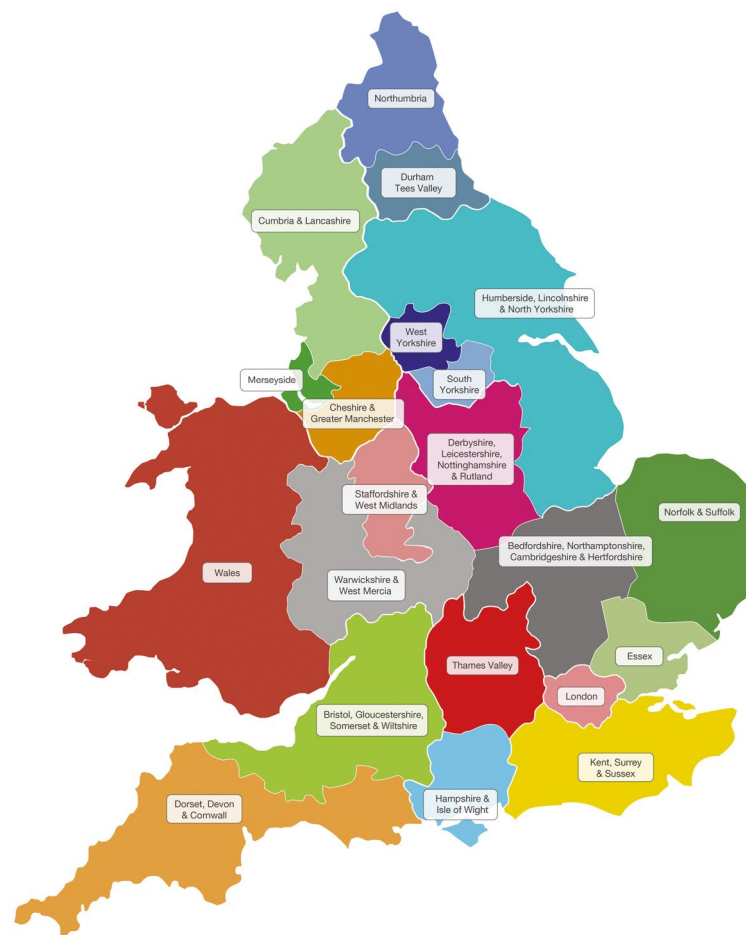 Northumbria
Durham
Tees Valley
Cumbria & Lancashire
Humberside, Lincolnshire
& North Yorkshire
West
Yorkshire
South
Yorkshire
Merseyside
Cheshire &
Greater Manchester
Derbyshire,
Leicestershire,
Nottinghamshire
& Rutland
Staffordshire &
West Midlands
Norfolk & Suffolk
Bedfordshire, Northamptonshire,
Cambridgeshire & Hertfordshire
Wales
Warwickshire &
West Mercia
Essex
Thames Valley
London
Bristol, Gloucestershire,
Somerset & Wiltshire
Kent, Surrey
& Sussex
Dorset, Devon
& Cornwall
Hampshire &
Isle of Wight